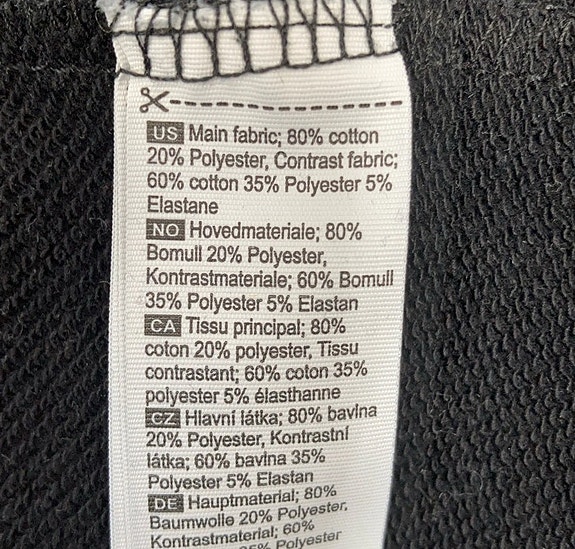 US Main fabric; 80% cotton
20% Polyester, Contrast fabric;
60% cotton 35% Polyester 5%
Elastane
NO Hovedmateriale; 80%
Bomull 20% Polyester,
Kontrastmateriale; 60% Bomull
35% Polyester 5% Elastan
CA Tissu principal; 80%
coton 20% polyester, Tissu
contrastant; 60% coton 35%
polyester 5% élasthanne
CZ Hlavní látka; 80% bavlna
20% Polyester, Kontrastní
látka; 60% bavlna 35%
Polyester 5% Elastan
DE Hauptmaterial; 80%
Baumwolle 20% Polyester,
Kontrastmaterial; 60%
35% Polyester